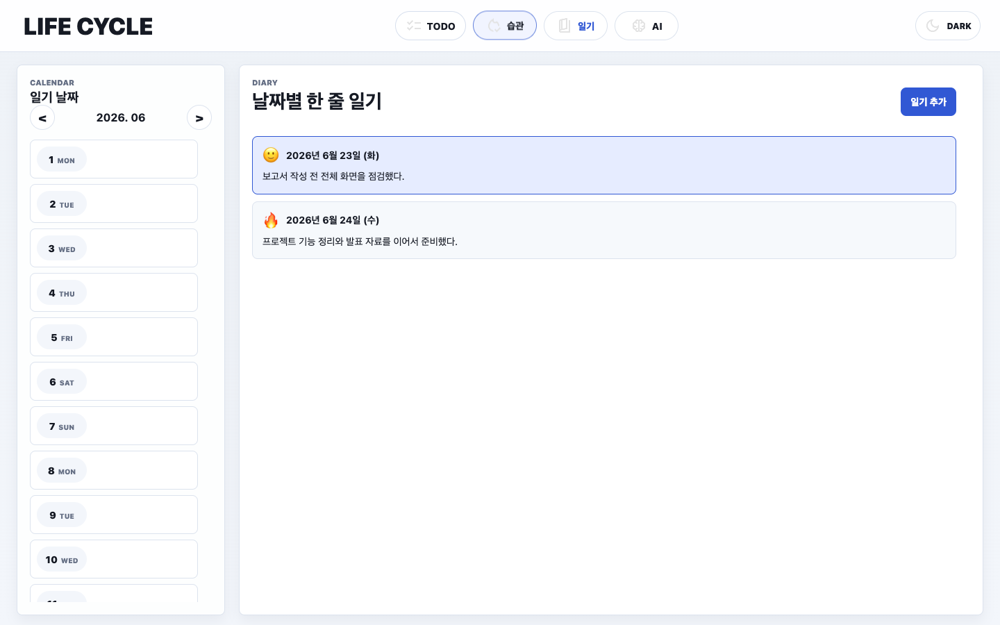 LIFE CYCLE
TODO
습관
일기
AI
DARK
CALENDAR
일기 날짜
<
2026. 06
>
1 MON
2 TUE
3 WED
4 THU
5 FRI
6 SAT
7 SUN
8 MON
9 TUE
10 WED
DIARY
날짜별 한 줄 일기
일기 추가
2026년 6월 23일 (화)
보고서 작성 전 전체 화면을 점검했다.
2026년 6월 24일 (수)
프로젝트 기능 정리와 발표 자료를 이어서 준비했다.